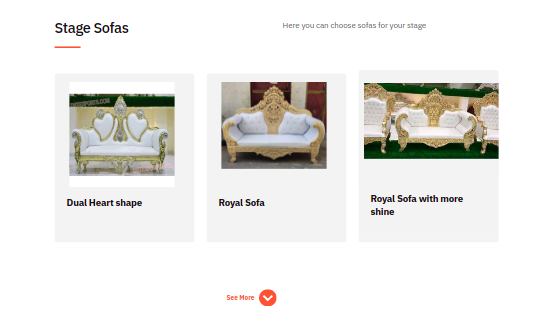 Stage Sofas
Here you can choose sofas for your stage
Dual Heart shape
Royal Sofa
Royal Sofa with more
shine
See More